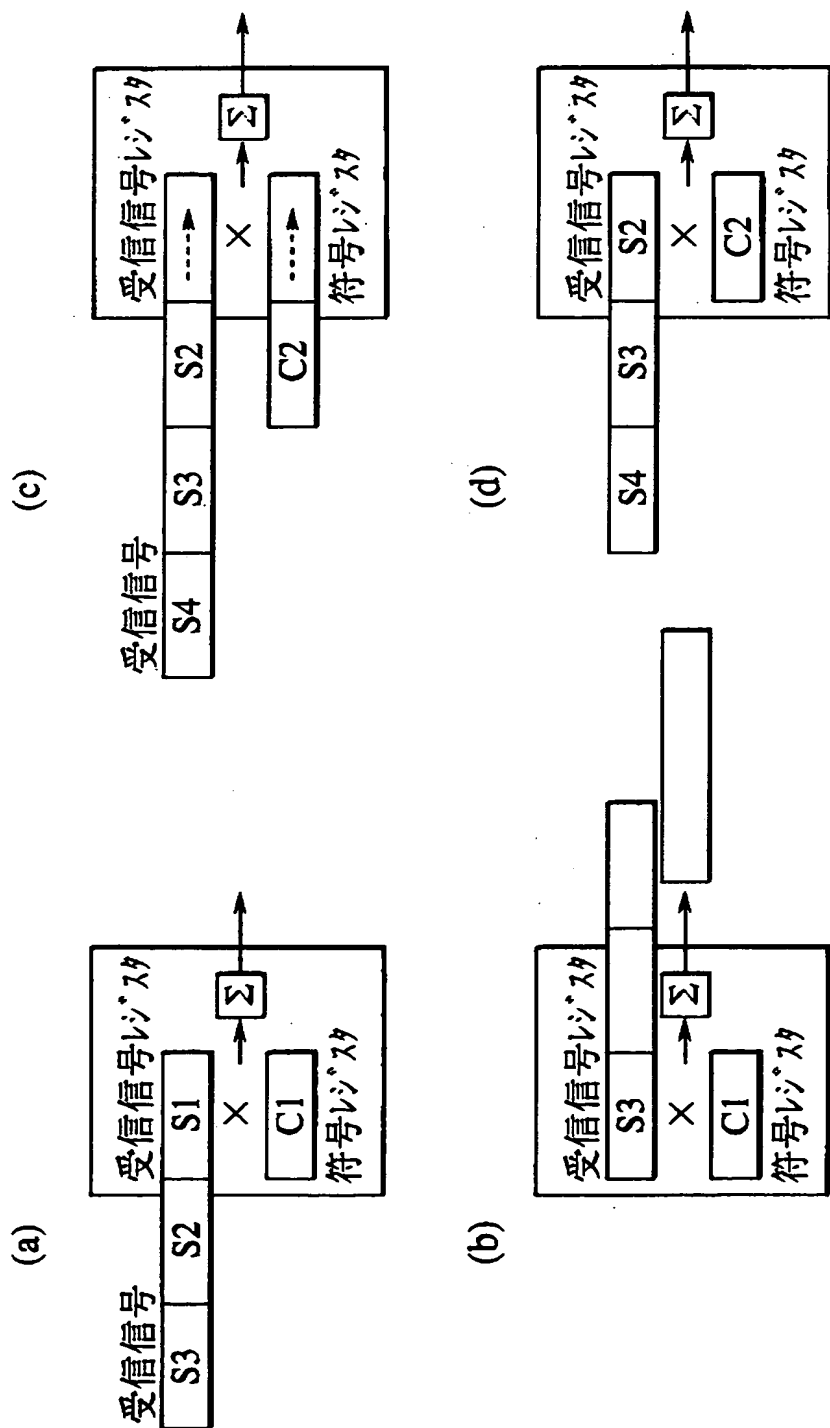 (a)
受信信号
受信信号レジスタ
S3 S2 S1
×
Σ
C1
符号レジスタ
(b)
受信信号レジスタ
S3
×
Σ
C1
符号レジスタ
(c)
受信信号
受信信号レジスタ
S4 S3 S2
×
Σ
C2
符号レジスタ
(d)
受信信号レジスタ
S4 S3 S2
×
Σ
C2
符号レジスタ